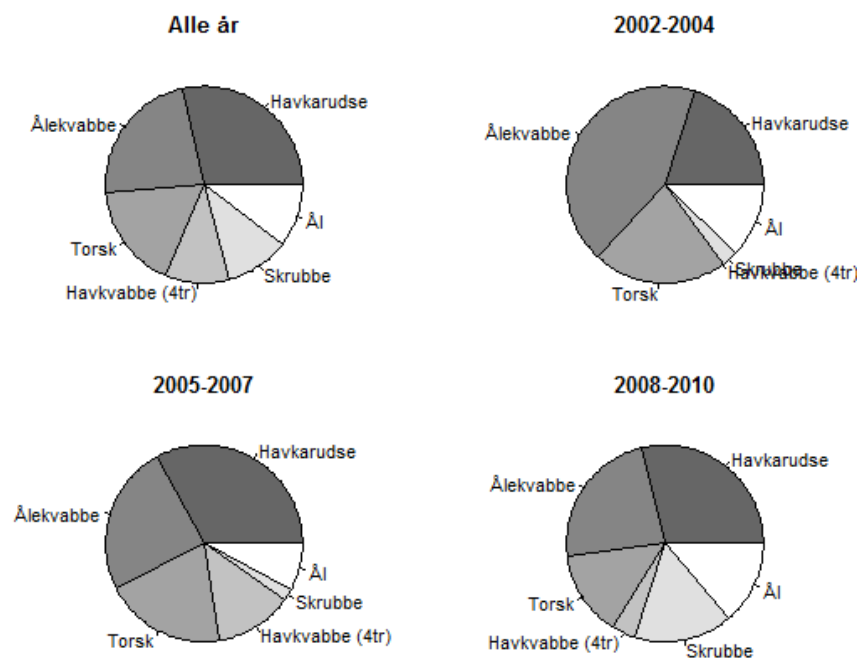 Alle år
Havkarudse
Ålekvabbe
Torsk
Havkvabbe (4tr)
Skrubbe
Ål
2002-2004
Havkarudse
Ålekvabbe
Torsk
Havkvabbe (4tr)
Skrubbe
Ål
2005-2007
Havkarudse
Ålekvabbe
Torsk
Havkvabbe (4tr)
Skrubbe
Ål
2008-2010
Havkarudse
Ålekvabbe
Torsk
Havkvabbe (4tr)
Skrubbe
Ål